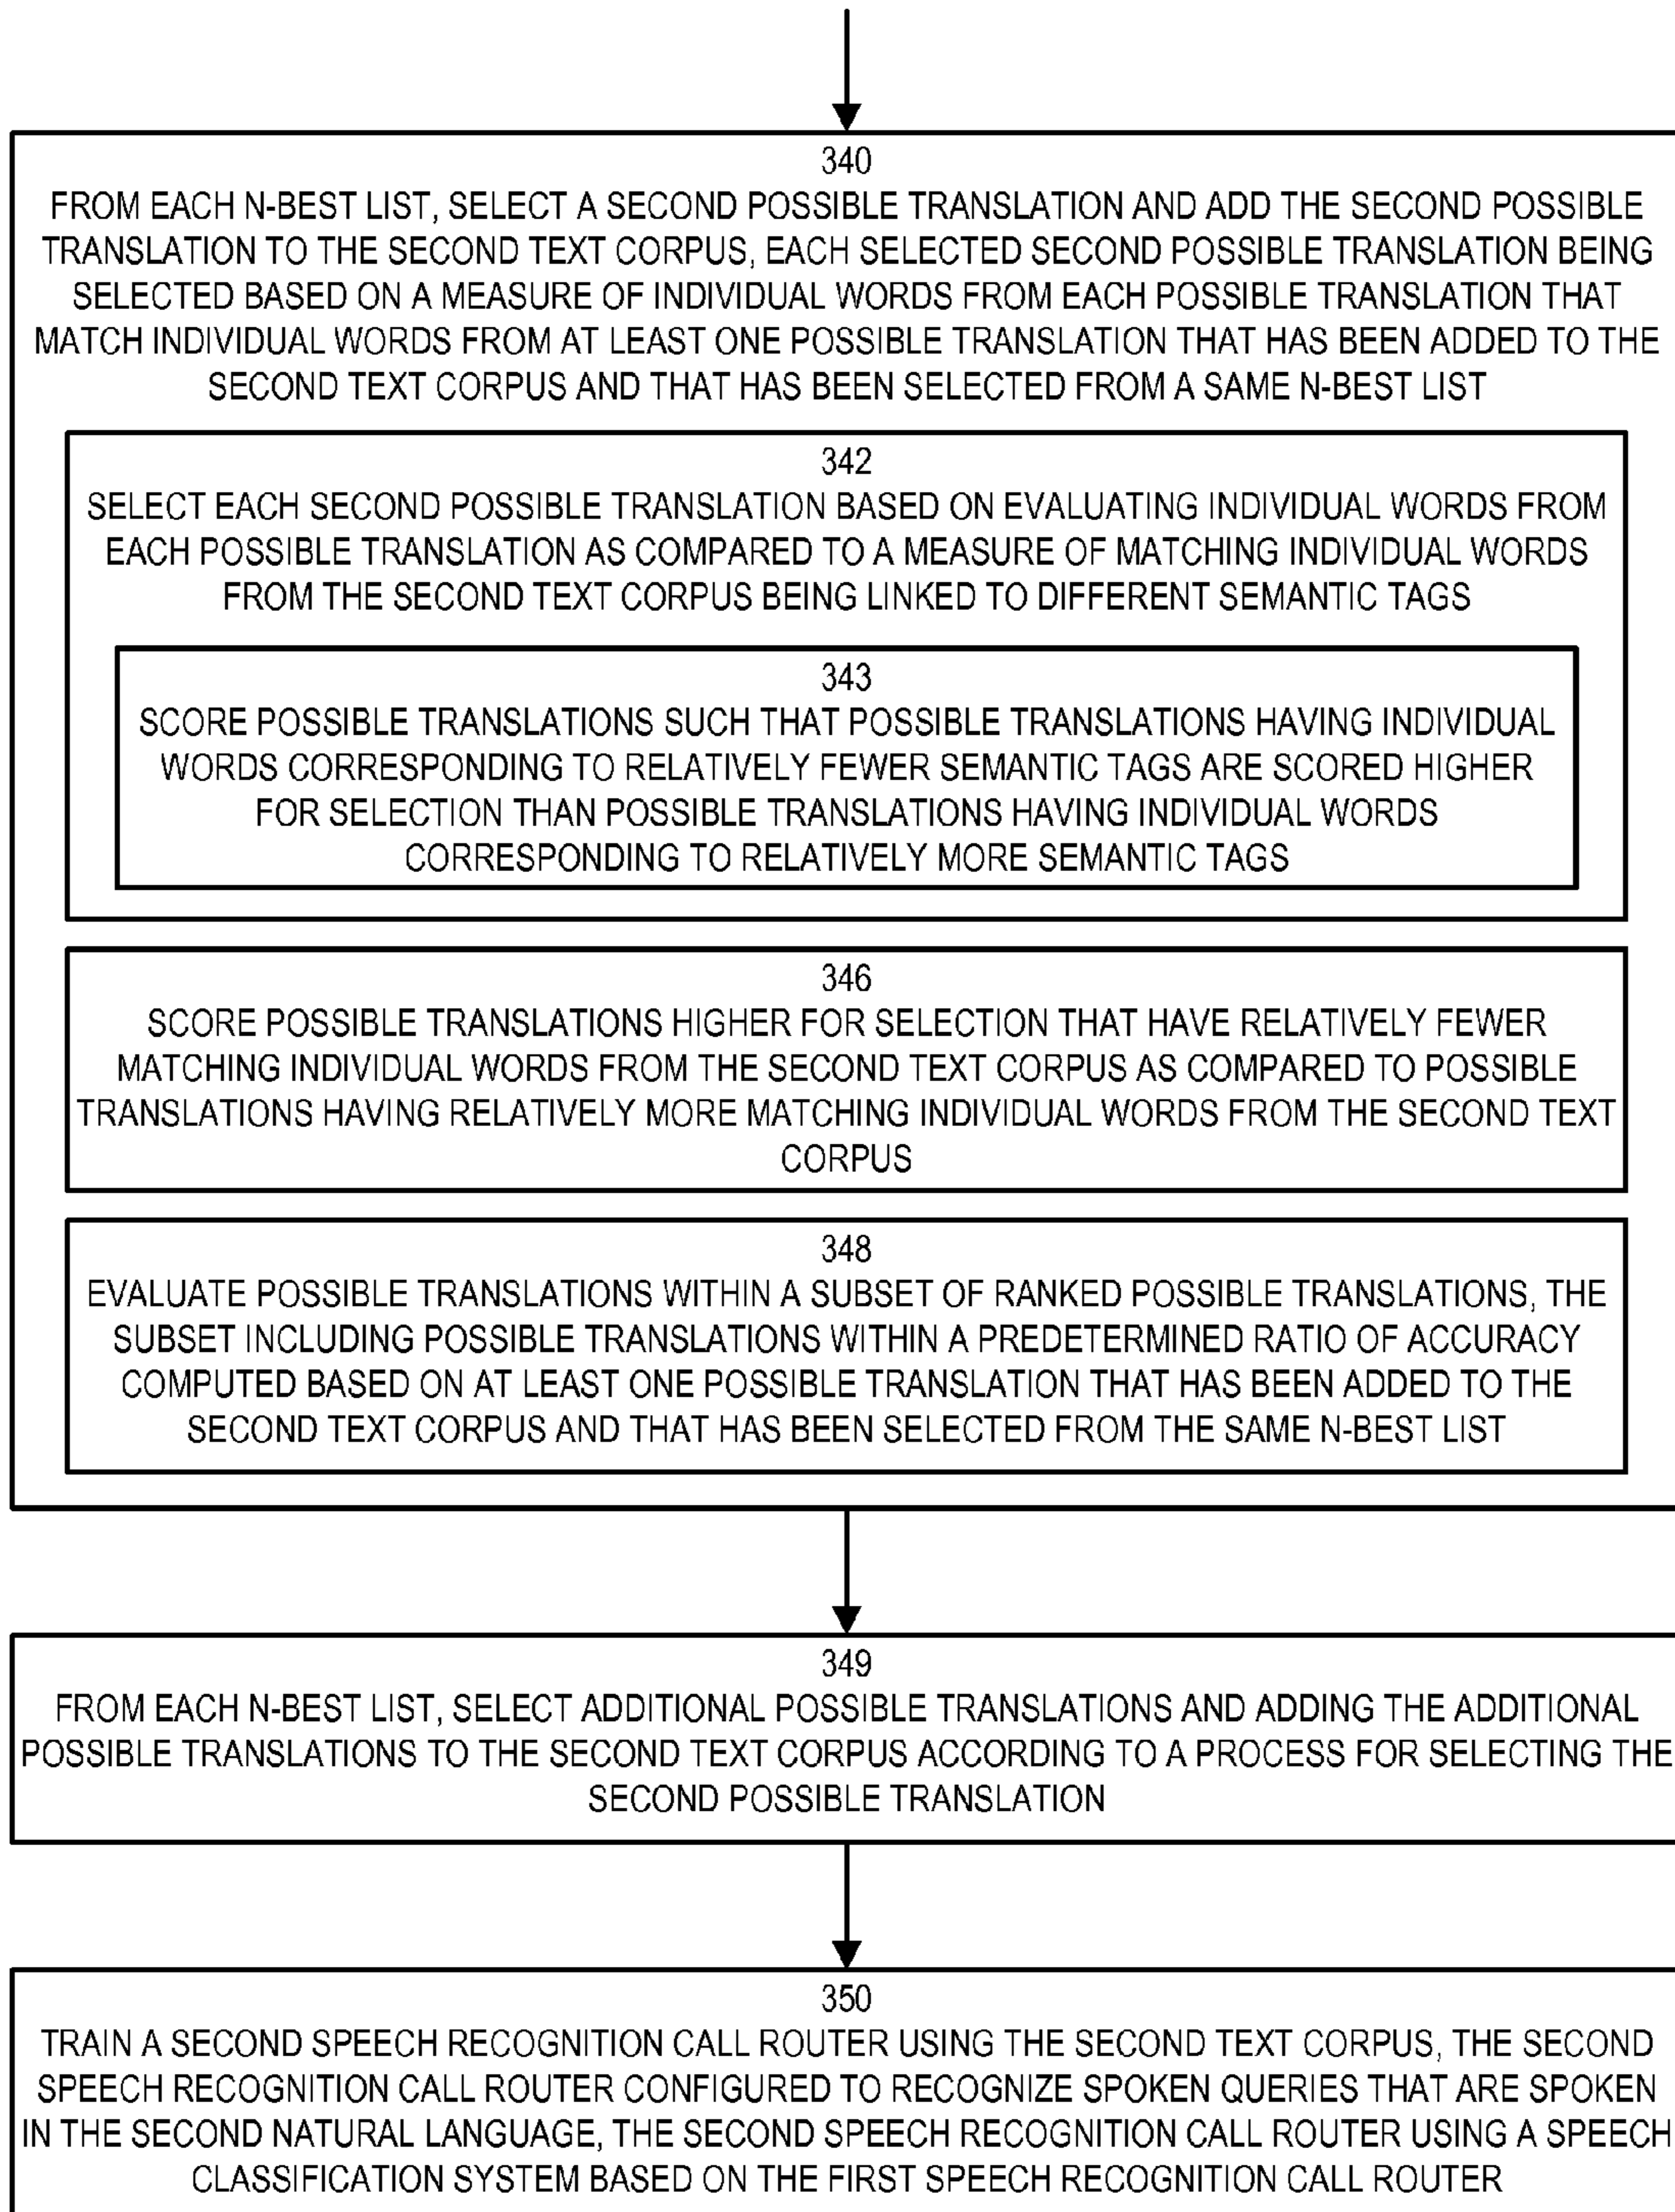 340
FROM EACH N-BEST LIST, SELECT A SECOND POSSIBLE TRANSLATION AND ADD THE SECOND POSSIBLE
TRANSLATION TO THE SECOND TEXT CORPUS, EACH SELECTED SECOND POSSIBLE TRANSLATION BEING
SELECTED BASED ON A MEASURE OF INDIVIDUAL WORDS FROM EACH POSSIBLE TRANSLATION THAT
MATCH INDIVIDUAL WORDS FROM AT LEAST ONE POSSIBLE TRANSLATION THAT HAS BEEN ADDED TO THE
SECOND TEXT CORPUS AND THAT HAS BEEN SELECTED FROM A SAME N-BEST LIST
342
SELECT EACH SECOND POSSIBLE TRANSLATION BASED ON EVALUATING INDIVIDUAL WORDS FROM
EACH POSSIBLE TRANSLATION AS COMPARED TO A MEASURE OF MATCHING INDIVIDUAL WORDS
FROM THE SECOND TEXT CORPUS BEING LINKED TO DIFFERENT SEMANTIC TAGS
343
SCORE POSSIBLE TRANSLATIONS SUCH THAT POSSIBLE TRANSLATIONS HAVING INDIVIDUAL
WORDS CORRESPONDING TO RELATIVELY FEWER SEMANTIC TAGS ARE SCORED HIGHER
FOR SELECTION THAN POSSIBLE TRANSLATIONS HAVING INDIVIDUAL WORDS
CORRESPONDING TO RELATIVELY MORE SEMANTIC TAGS
346
SCORE POSSIBLE TRANSLATIONS HIGHER FOR SELECTION THAT HAVE RELATIVELY FEWER
MATCHING INDIVIDUAL WORDS FROM THE SECOND TEXT CORPUS AS COMPARED TO POSSIBLE
TRANSLATIONS HAVING RELATIVELY MORE MATCHING INDIVIDUAL WORDS FROM THE SECOND TEXT
CORPUS
348
EVALUATE POSSIBLE TRANSLATIONS WITHIN A SUBSET OF RANKED POSSIBLE TRANSLATIONS, THE
SUBSET INCLUDING POSSIBLE TRANSLATIONS WITHIN A PREDETERMINED RATIO OF ACCURACY
COMPUTED BASED ON AT LEAST ONE POSSIBLE TRANSLATION THAT HAS BEEN ADDED TO THE
SECOND TEXT CORPUS AND THAT HAS BEEN SELECTED FROM THE SAME N-BEST LIST
349
FROM EACH N-BEST LIST, SELECT ADDITIONAL POSSIBLE TRANSLATIONS AND ADDING THE ADDITIONAL
POSSIBLE TRANSLATIONS TO THE SECOND TEXT CORPUS ACCORDING TO A PROCESS FOR SELECTING THE
SECOND POSSIBLE TRANSLATION
350
TRAIN A SECOND SPEECH RECOGNITION CALL ROUTER USING THE SECOND TEXT CORPUS, THE SECOND
SPEECH RECOGNITION CALL ROUTER CONFIGURED TO RECOGNIZE SPOKEN QUERIES THAT ARE SPOKEN
IN THE SECOND NATURAL LANGUAGE, THE SECOND SPEECH RECOGNITION CALL ROUTER USING A SPEECH
CLASSIFICATION SYSTEM BASED ON THE FIRST SPEECH RECOGNITION CALL ROUTER